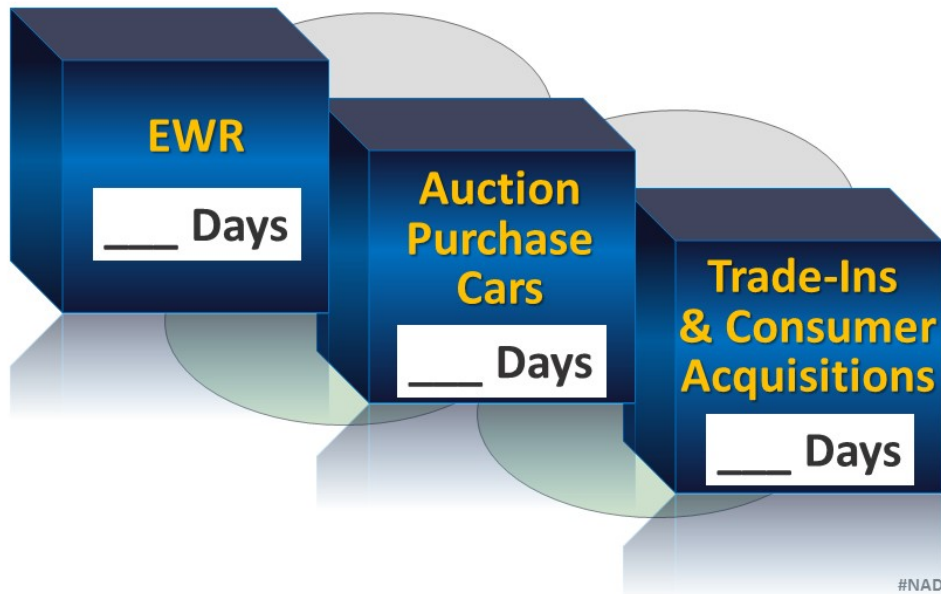 EWR
___ Days
Auction
Purchase
Cars
___ Days
Trade-Ins
& Consumer
Acquisitions
___ Days
#NAD